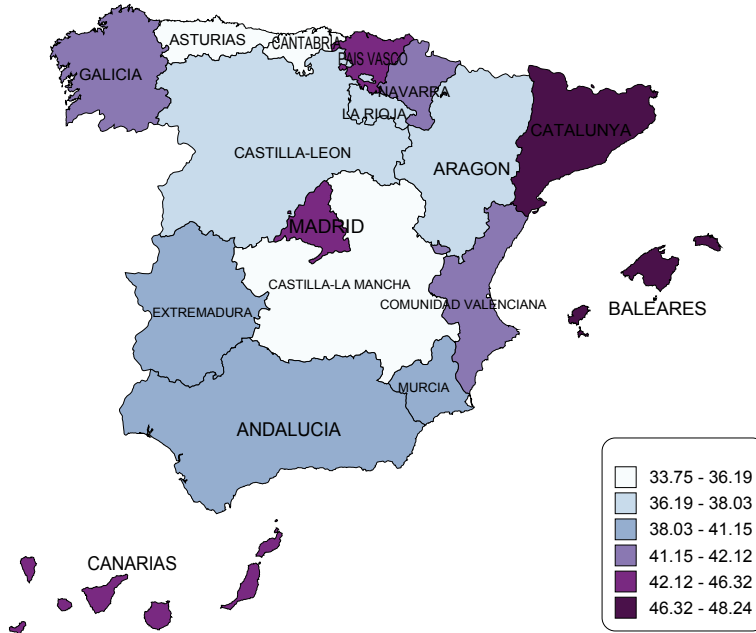 ASTURIAS
CANTABRIA
PAIS VASCO
GALICIA
NAVARRA
LA RIOJA
CATALUNYA
CASTILLA-LEON
ARAGON
MADRID
CASTILLA-LA MANCHA
COMUNIDAD VALENCIANA
BALEARES
EXTREMADURA
MURCIA
ANDALUCIA
CANARIAS
33.75 - 36.19
36.19 - 38.03
38.03 - 41.15
41.15 - 42.12
42.12 - 46.32
46.32 - 48.24